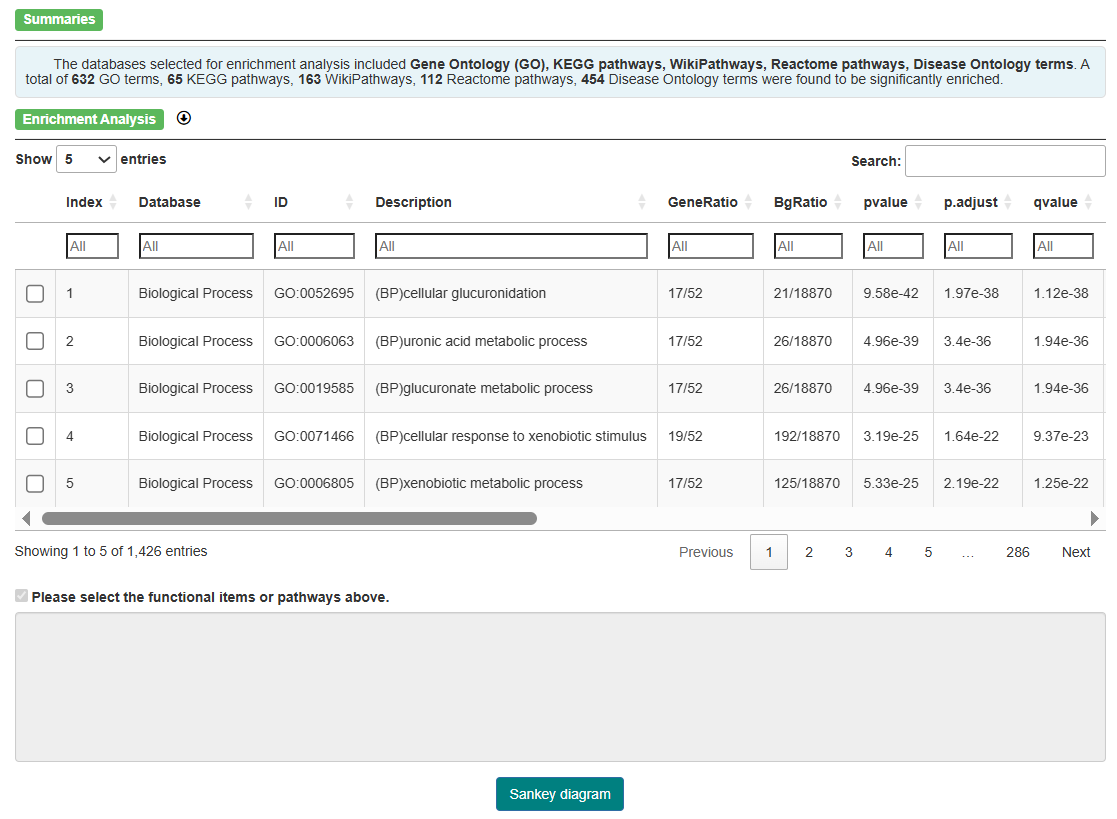 Summaries
The databases selected for enrichment analysis included Gene Ontology (GO), KEGG pathways, WikiPathways, Reactome pathways, Disease Ontology terms. A
total of 632 GO terms, 65 KEGG pathways, 163 WikiPathways, 112 Reactome pathways, 454 Disease Ontology terms were found to be significantly enriched.
Enrichment Analysis
Show 5 entries Search:
Index Database ID Description GeneRatio BgRatio pvalue p.adjust qvalue
All All All All All All All All All
1 Biological Process GO:0052695 (BP)cellular glucuronidation 17/52 21/18870 9.58e-42 1.97e-38 1.12e-38
2 Biological Process GO:0006063 (BP)uronic acid metabolic process 17/52 26/18870 4.96e-39 3.4e-36 1.94e-36
3 Biological Process GO:0019585 (BP)glucuronate metabolic process 17/52 26/18870 4.96e-39 3.4e-36 1.94e-36
4 Biological Process GO:0071466 (BP)cellular response to xenobiotic stimulus 19/52 192/18870 3.19e-25 1.64e-22 9.37e-23
5 Biological Process GO:0006805 (BP)xenobiotic metabolic process 17/52 125/18870 5.33e-25 2.19e-22 1.25e-22
Showing 1 to 5 of 1,426 entries Previous 1 2 3 4 5 … 286 Next
Please select the functional items or pathways above.
Sankey diagram